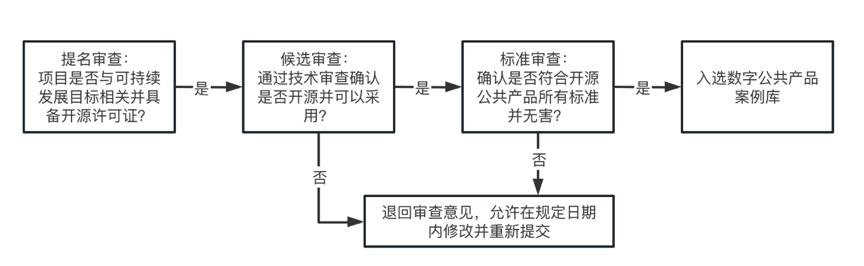 提名审查：
项目是否与可持续
发展目标相关并具
备开源许可证？
是
候选审查：
通过技术审查确认
是否开源并可以采
用？
是
标准审查：
确认是否符合开源
公共产品所有标准
并无害？
是
入选数字公共产品
案例库
否
否
退回审查意见，允许在规定日期
内修改并重新提交